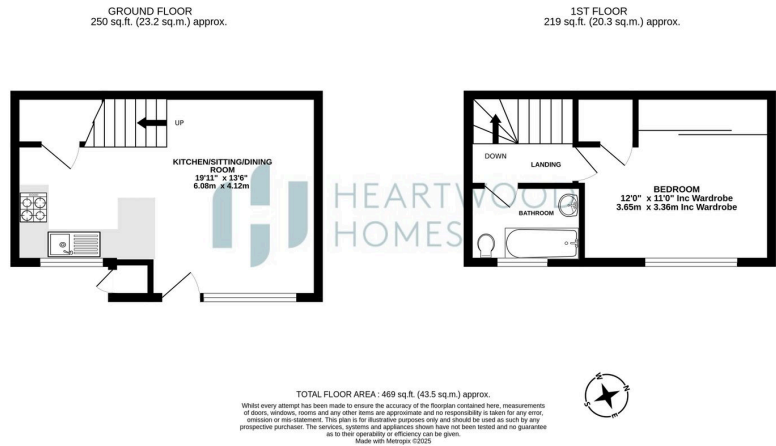 GROUND FLOOR
250 sq.ft. (23.2 sq.m.) approx.
1ST FLOOR
219 sq.ft. (20.3 sq.m.) approx.
UP
KITCHEN/SITTING/DINING
ROOM
19'11" x 13'6"
6.08m x 4.12m
DOWN
LANDING
BATHROOM
BEDROOM
12'0" x 11'0" Inc Wardrobe
3.65m x 3.36m Inc Wardrobe
HEARTWOOD
HOMES
TOTAL FLOOR AREA : 469 sq.ft. (43.5 sq.m.) approx.
Whilst every attempt has been made to ensure the accuracy of the floorplan contained here, measurements
of doors, windows, rooms and any other items are approximate and no responsibility is taken for any error,
omission or mis-statement. This plan is for illustrative purposes only and should be used as such by any
prospective purchaser. The services, systems and appliances shown have not been tested and no guarantee
as to their operability or efficiency can be given.
Made with Metropix ©2025
N
E
S
W